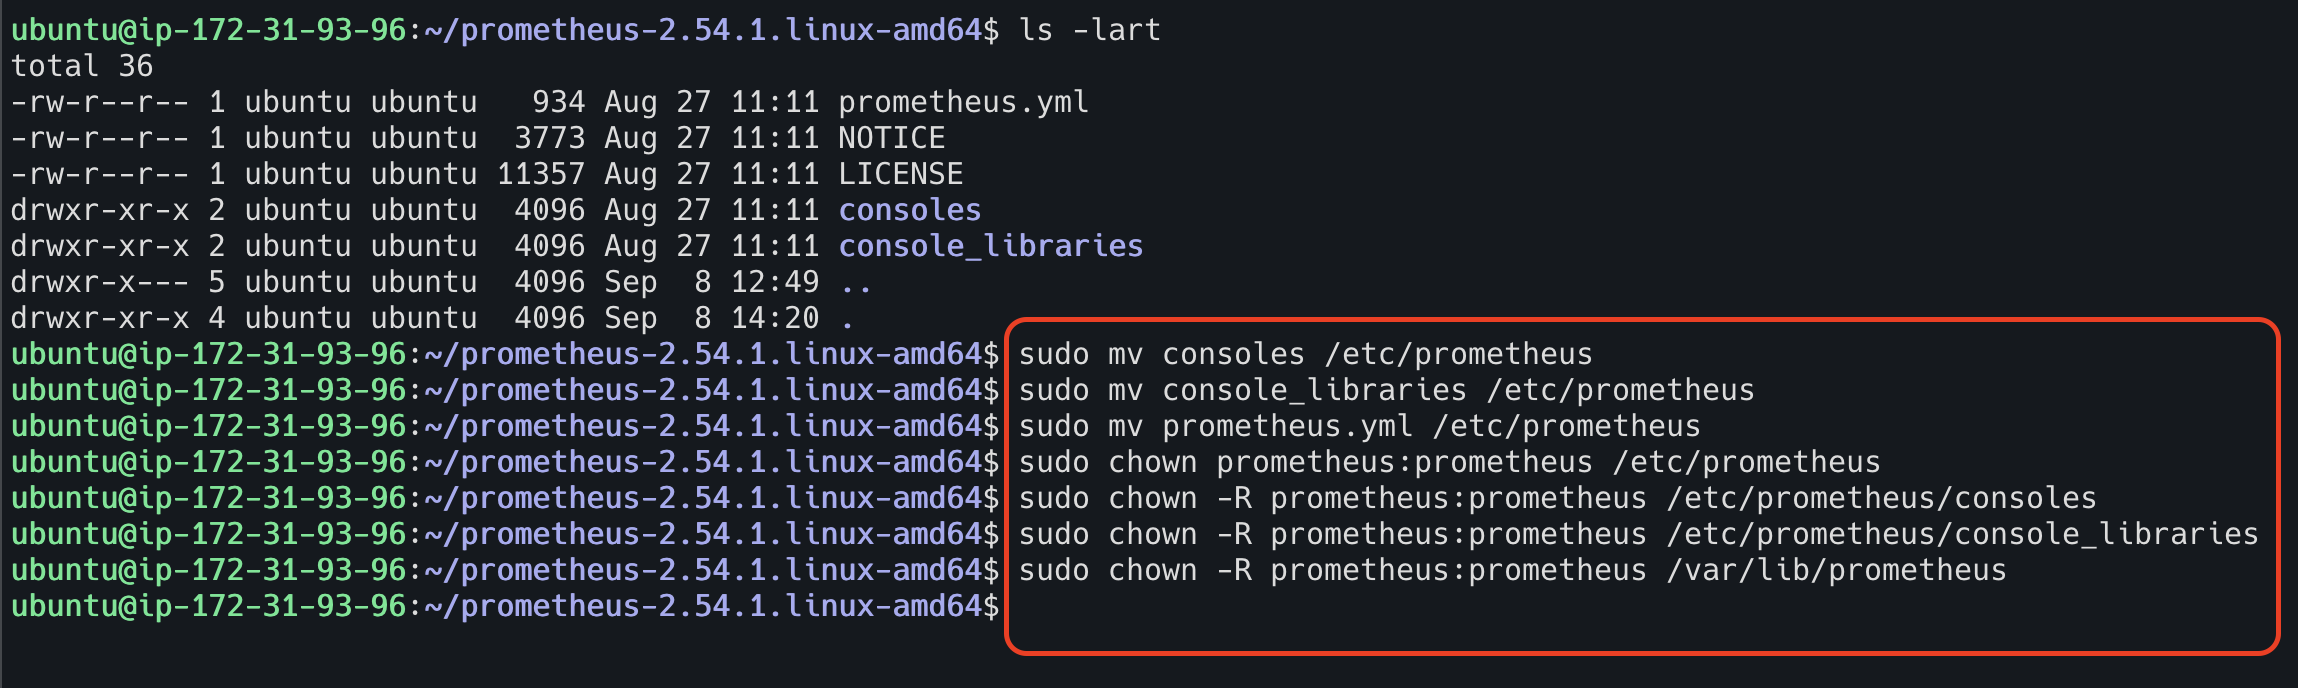 ubuntu@ip-172-31-93-96:~/prometheus-2.54.1.linux-amd64$ ls -lart
total 36
-rw-r--r-- 1 ubuntu ubuntu   934 Aug 27 11:11 prometheus.yml
-rw-r--r-- 1 ubuntu ubuntu  3773 Aug 27 11:11 NOTICE
-rw-r--r-- 1 ubuntu ubuntu 11357 Aug 27 11:11 LICENSE
drwxr-xr-x 2 ubuntu ubuntu  4096 Aug 27 11:11 consoles
drwxr-xr-x 2 ubuntu ubuntu  4096 Aug 27 11:11 console_libraries
drwxr-x--- 5 ubuntu ubuntu  4096 Sep  8 12:49 ..
drwxr-xr-x 4 ubuntu ubuntu  4096 Sep  8 14:20 .
ubuntu@ip-172-31-93-96:~/prometheus-2.54.1.linux-amd64$ sudo mv consoles /etc/prometheus
ubuntu@ip-172-31-93-96:~/prometheus-2.54.1.linux-amd64$ sudo mv console_libraries /etc/prometheus
ubuntu@ip-172-31-93-96:~/prometheus-2.54.1.linux-amd64$ sudo mv prometheus.yml /etc/prometheus
ubuntu@ip-172-31-93-96:~/prometheus-2.54.1.linux-amd64$ sudo chown prometheus:prometheus /etc/prometheus
ubuntu@ip-172-31-93-96:~/prometheus-2.54.1.linux-amd64$ sudo chown -R prometheus:prometheus /etc/prometheus/consoles
ubuntu@ip-172-31-93-96:~/prometheus-2.54.1.linux-amd64$ sudo chown -R prometheus:prometheus /etc/prometheus/console_libraries
ubuntu@ip-172-31-93-96:~/prometheus-2.54.1.linux-amd64$ sudo chown -R prometheus:prometheus /var/lib/prometheus
ubuntu@ip-172-31-93-96:~/prometheus-2.54.1.linux-amd64$